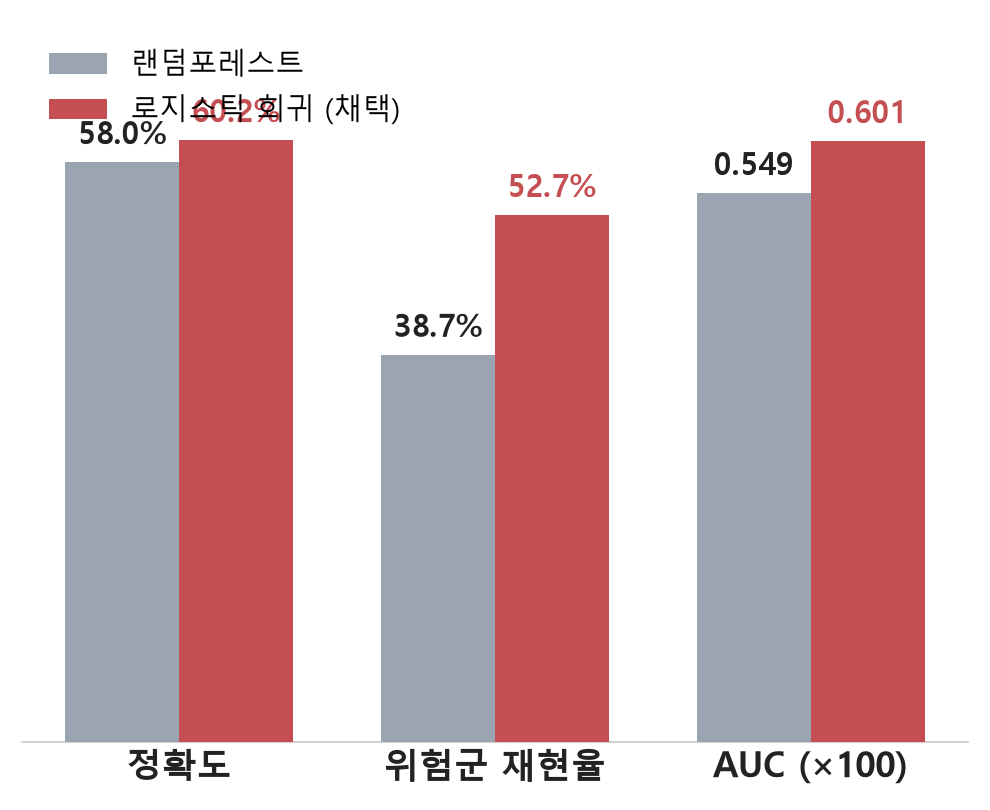 랜덤포레스트
로지스틱 회귀 (채택)
60.2%
58.0%
0.601
0.549
52.7%
38.7%
정확도
위험군 재현율
AUC (×100)